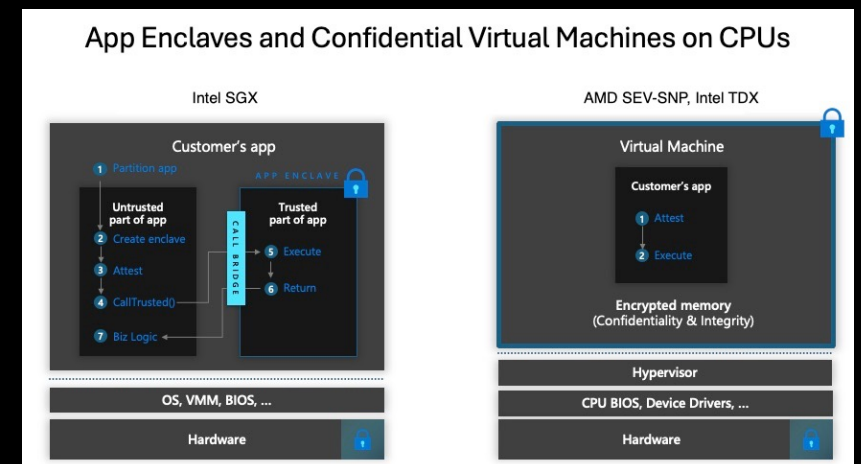 App Enclaves and Confidential Virtual Machines on CPUs
Intel SGX
Customer's app
1 Partition app
APP ENCLAVE
Untrusted
part of app
2 Create enclave
3 Attest
4 CallTrusted()
7 Biz Logic
CALL BRIDGE
Trusted
part of app
5 Execute
6 Return
OS, VMM, BIOS, ...
Hardware
AMD SEV-SNP, Intel TDX
Virtual Machine
Customer's app
1 Attest
2 Execute
Encrypted memory
(Confidentiality & Integrity)
Hypervisor
CPU BIOS, Device Drivers, ...
Hardware